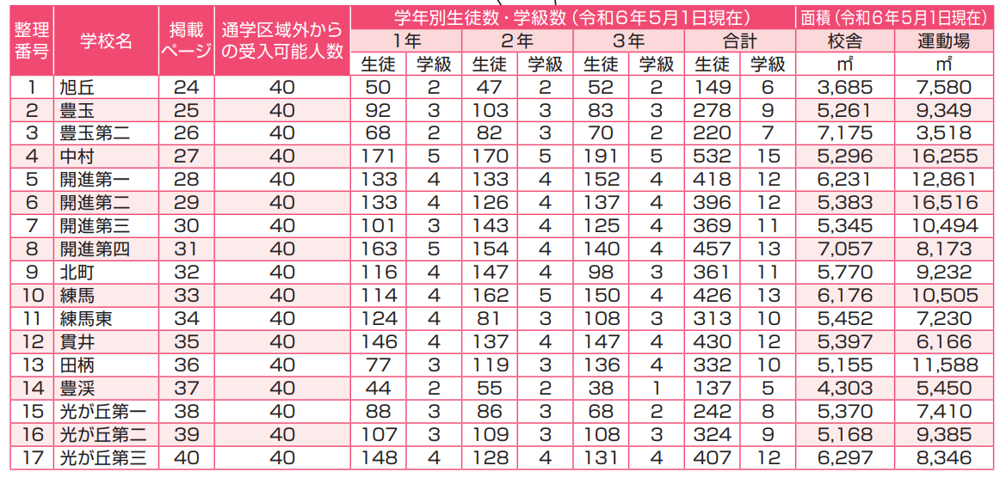 整理番号 学校名 掲載ページ 通学区域外からの受入可能人数 学年別生徒数・学級数(令和6年5月1日現在) 面積(令和6年5月1日現在)
1年 2年 3年 合計 校舎 運動場
生徒 学級 生徒 学級 生徒 学級 生徒 学級 ㎡ ㎡
1 旭丘 24 40 50 2 47 2 52 2 149 6 3,685 7,580
2 豊玉 25 40 92 3 103 3 83 3 278 9 5,261 9,349
3 豊玉第二 26 40 68 2 82 3 70 2 220 7 7,175 3,518
4 中村 27 40 171 5 170 5 191 5 532 15 5,296 16,255
5 開進第一 28 40 133 4 133 4 152 4 418 12 6,231 12,861
6 開進第二 29 40 133 4 126 4 137 4 396 12 5,383 16,516
7 開進第三 30 40 101 3 143 4 125 4 369 11 5,345 10,494
8 開進第四 31 40 163 5 154 4 140 4 457 13 7,057 8,173
9 北町 32 40 116 4 147 4 98 3 361 11 5,770 9,232
10 練馬 33 40 114 4 162 5 150 4 426 13 6,176 10,505
11 練馬東 34 40 124 4 81 3 108 3 313 10 5,452 7,230
12 貫井 35 40 146 4 137 4 147 4 430 12 5,397 6,166
13 田柄 36 40 77 3 119 3 136 4 332 10 5,155 11,588
14 豊渓 37 40 44 2 55 2 38 1 137 5 4,303 5,450
15 光が丘第一 38 40 88 3 86 3 68 2 242 8 5,370 7,410
16 光が丘第二 39 40 107 3 109 3 108 3 324 9 5,168 9,385
17 光が丘第三 40 40 148 4 128 4 131 4 407 12 6,297 8,346